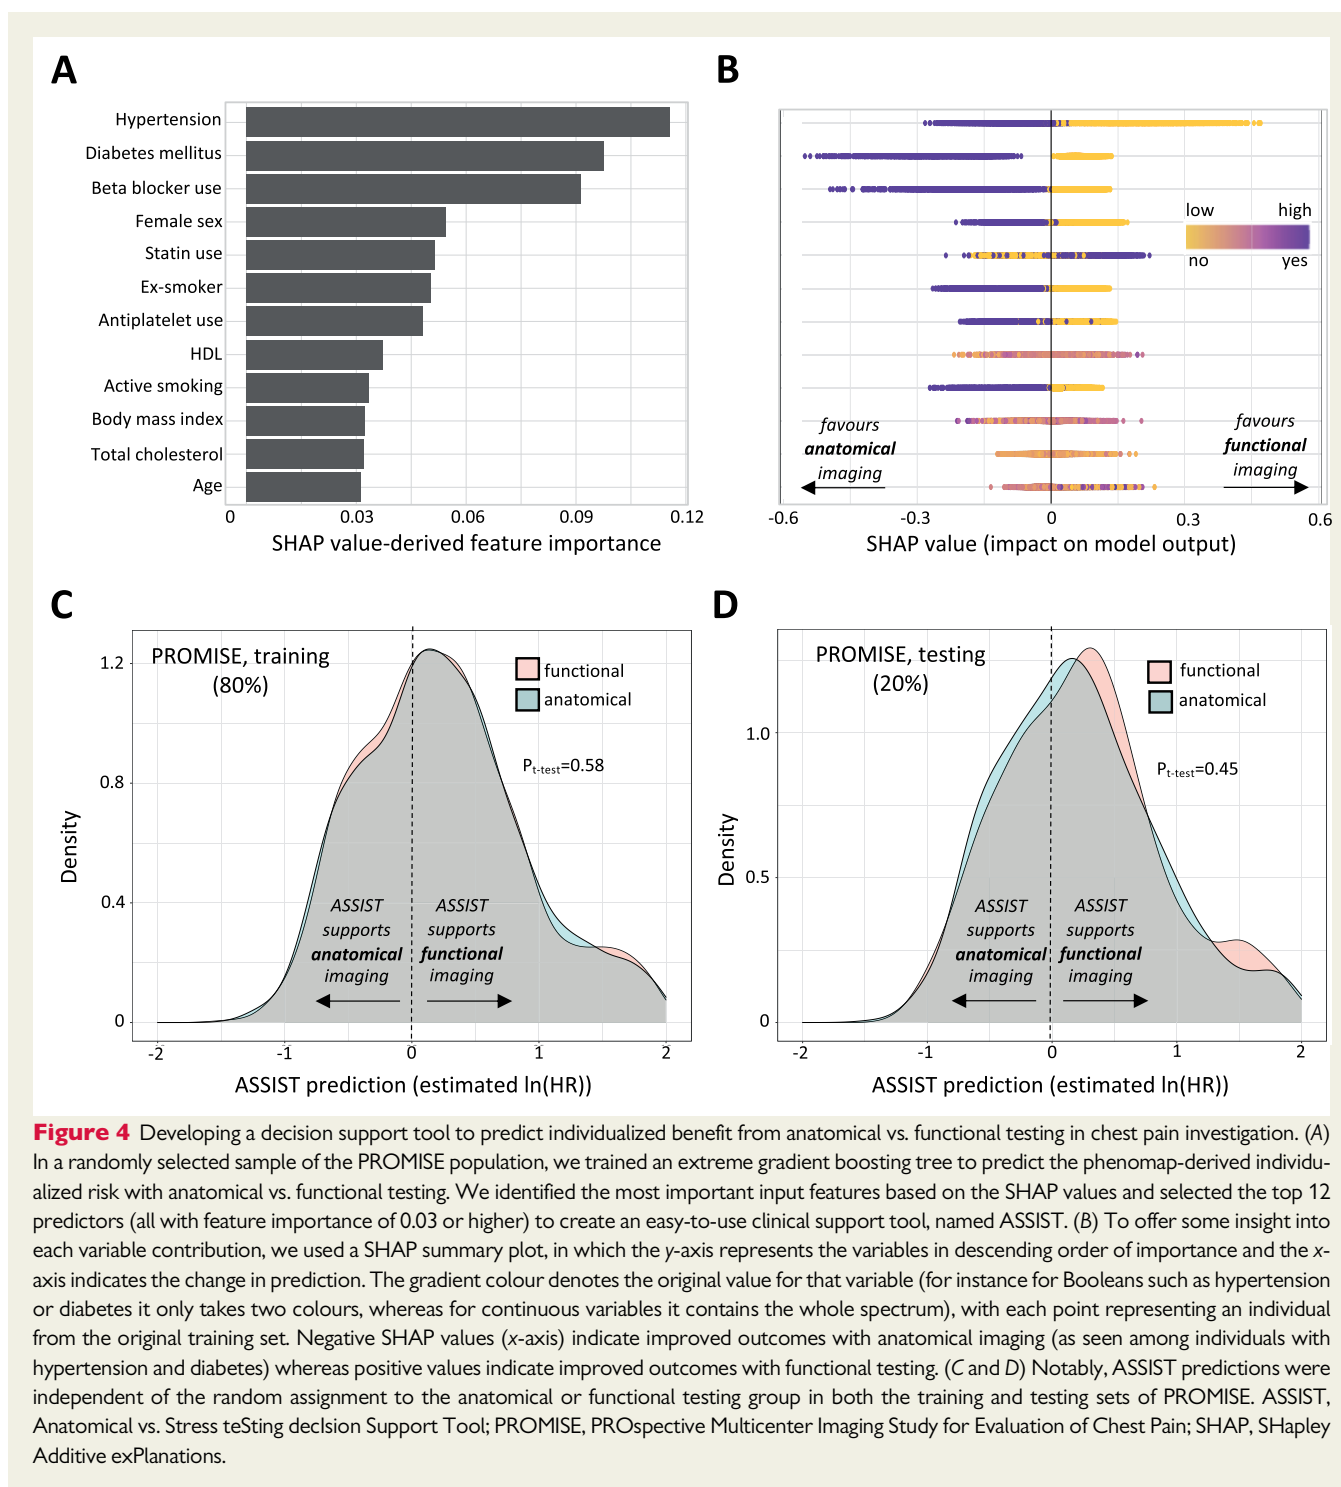 A
Hypertension
Diabetes mellitus
Beta blocker use
Female sex
Statin use
Ex-smoker
Antiplatelet use
HDL
Active smoking
Body mass index
Total cholesterol
Age
0 0.03 0.06 0.09 0.12
SHAP value-derived feature importance
B
low high
no yes
favours
anatomical
imaging
favours
functional
imaging
-0.6 -0.3 0 0.3 0.6
SHAP value (impact on model output)
C
PROMISE, training
(80%)
functional
anatomical
Pt-test=0.58
1.2
0.8
0.4
0
Density
ASSIST
supports
anatomical
imaging
ASSIST
supports
functional
imaging
-2 -1 0 1 2
ASSIST prediction (estimated ln(HR))
D
PROMISE, testing
(20%)
functional
anatomical
Pt-test=0.45
1.0
0.5
0
Density
ASSIST
supports
anatomical
imaging
ASSIST
supports
functional
imaging
-2 -1 0 1 2
ASSIST prediction (estimated ln(HR))
Figure 4 Developing a decision support tool to predict individualized benefit from anatomical vs. functional testing in chest pain investigation. (A)
In a randomly selected sample of the PROMISE population, we trained an extreme gradient boosting tree to predict the phenomap-derived individu-
alized risk with anatomical vs. functional testing. We identified the most important input features based on the SHAP values and selected the top 12
predictors (all with feature importance of 0.03 or higher) to create an easy-to-use clinical support tool, named ASSIST. (B) To offer some insight into
each variable contribution, we used a SHAP summary plot, in which the y-axis represents the variables in descending order of importance and the x-
axis indicates the change in prediction. The gradient colour denotes the original value for that variable (for instance for Booleans such as hypertension
or diabetes it only takes two colours, whereas for continuous variables it contains the whole spectrum), with each point representing an individual
from the original training set. Negative SHAP values (x-axis) indicate improved outcomes with anatomical imaging (as seen among individuals with
hypertension and diabetes) whereas positive values indicate improved outcomes with functional testing. (C and D) Notably, ASSIST predictions were
independent of the random assignment to the anatomical or functional testing group in both the training and testing sets of PROMISE. ASSIST,
Anatomical vs. Stress teSting decIsion Support Tool; PROMISE, PROspective Multicenter Imaging Study for Evaluation of Chest Pain; SHAP, SHapley
Additive exPlanations.